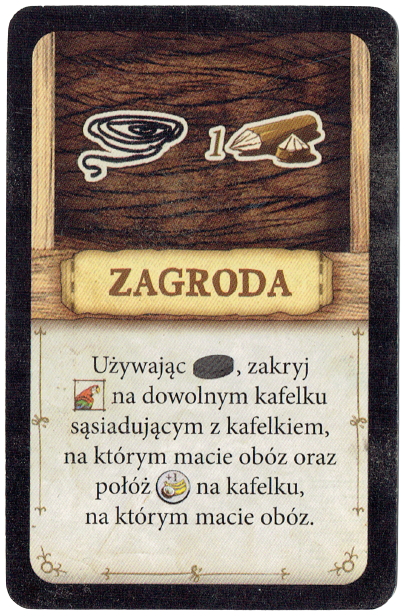 1
ZAGRODA
Używając , zakryj
na dowolnym kafelku
sąsiadującym z kafelkiem,
na którym macie obóz oraz
połóż +1 na kafelku,
na którym macie obóz.